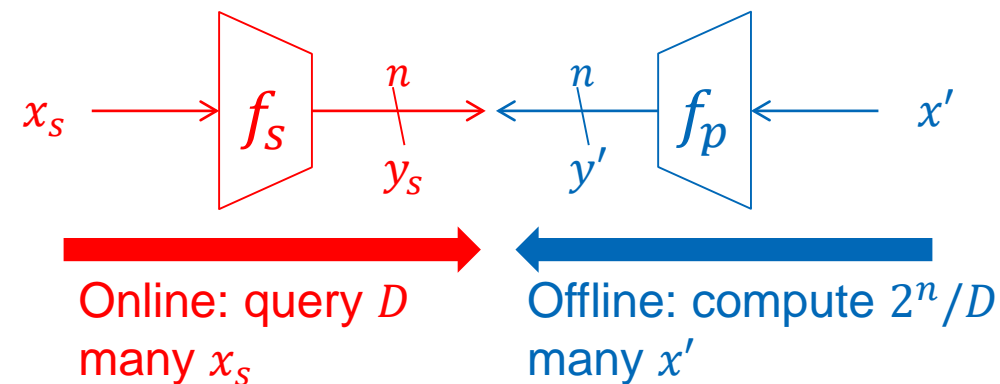 $x_s$ $f_s$ $n$ $y_s$ $n$ $y'$ $f_p$ $x'$
Online: query $D$
many $x_s$
Offline: compute $2^n/D$
many $x'$